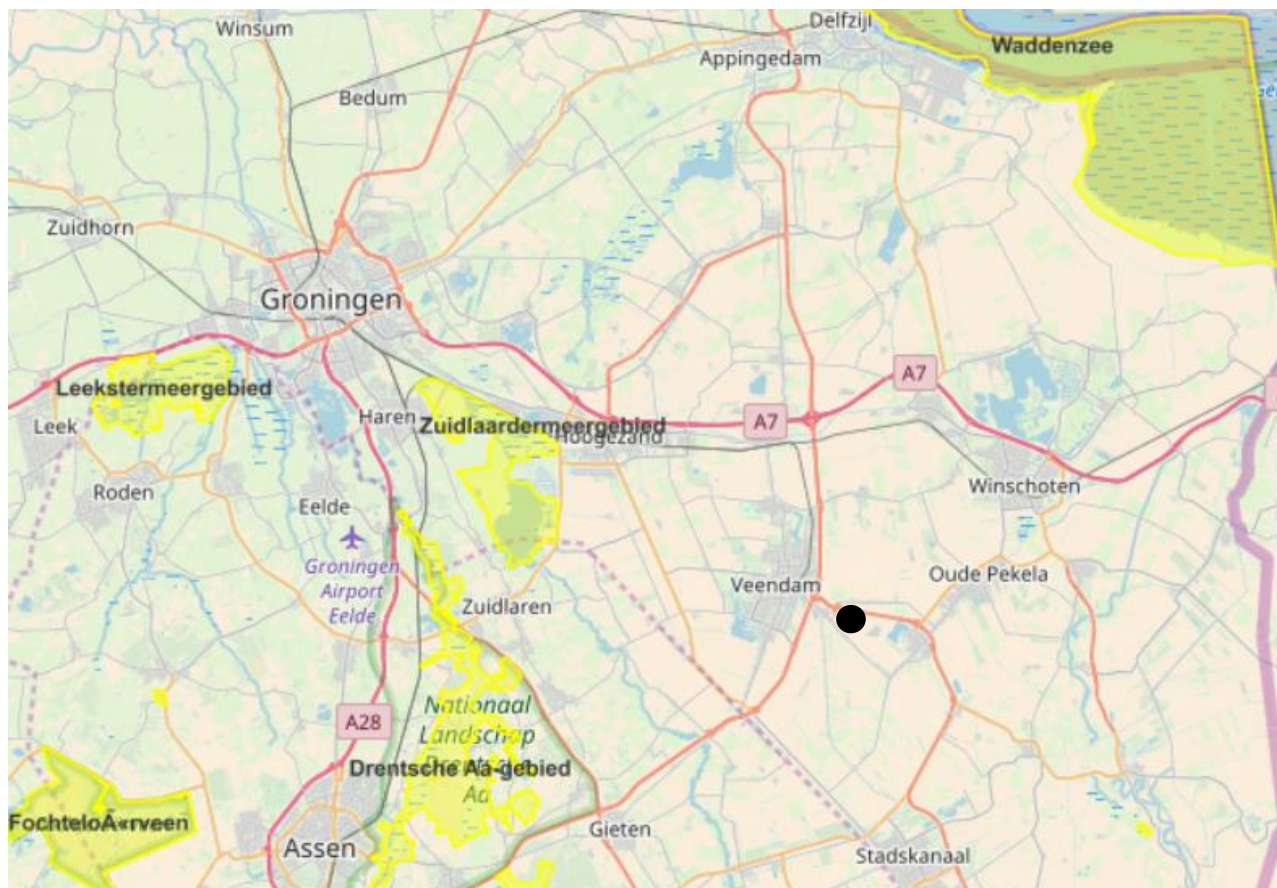 Winsum
Delfzijl
Waddenzee
Appingedam
Bedum
Zuidhorn
Groningen
A7
Leekstermeergebied
Haren
Zuidlaardermeergebied
A7
Leek
Hoogezand
Roden
Winschoten
Eelde
Groningen
Airport
Eelde
Veendam
Oude Pekela
Zuidlaren
Nationaal
Landschap
A28
Drentsche Aa-gebied
Aa
FochteloÃ«rveen
Gieten
Assen
Stadskanaal